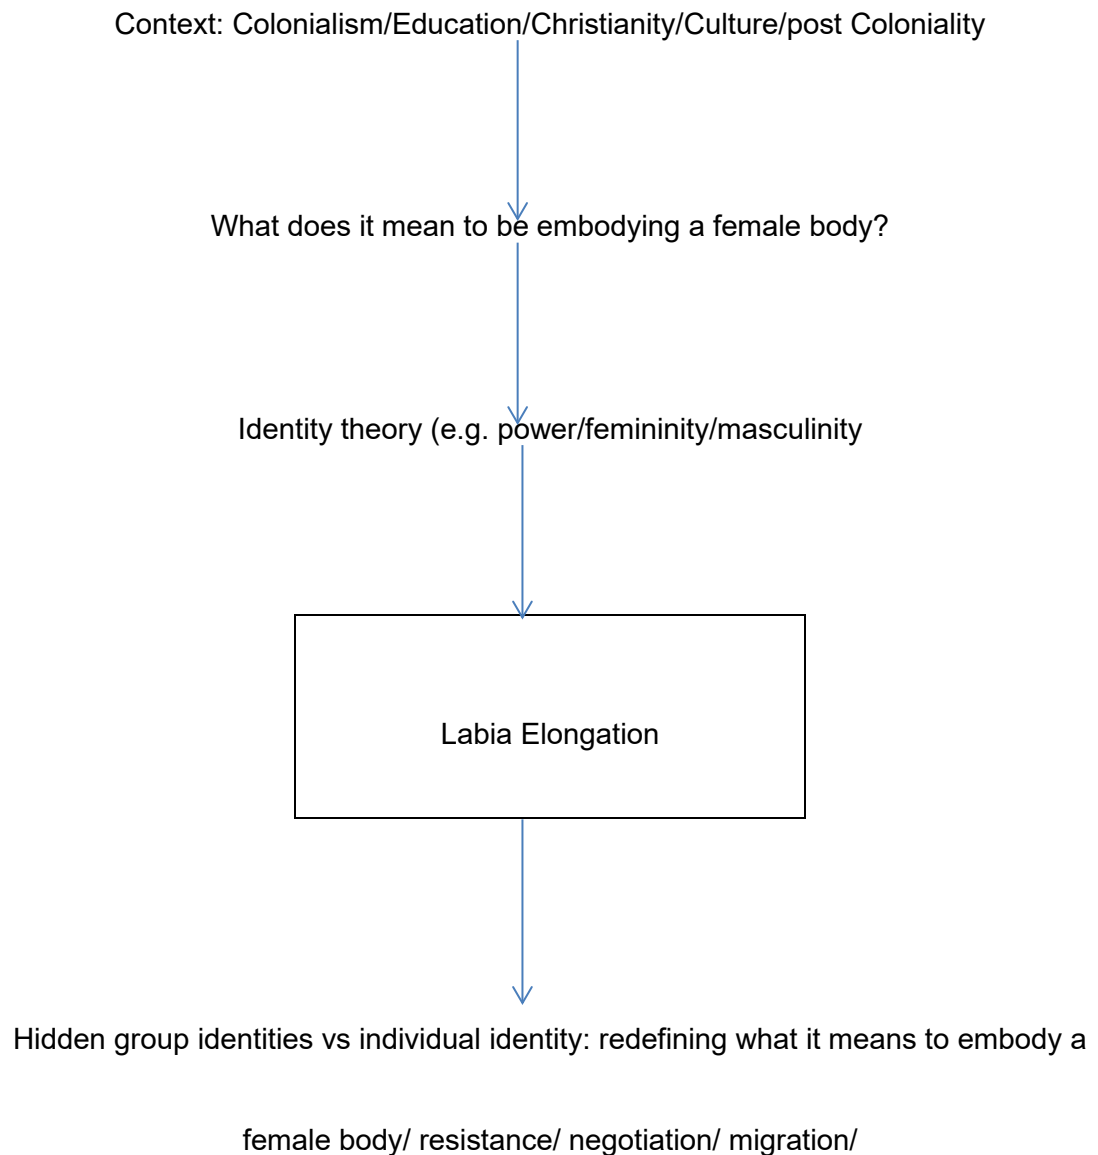 Context: Colonialism/Education/Christianity/Culture/post Coloniality
What does it mean to be embodying a female body?
Identity theory (e.g. power/femininity/masculinity
Labia Elongation
Hidden group identities vs individual identity: redefining what it means to embody a
female body/ resistance/ negotiation/ migration/